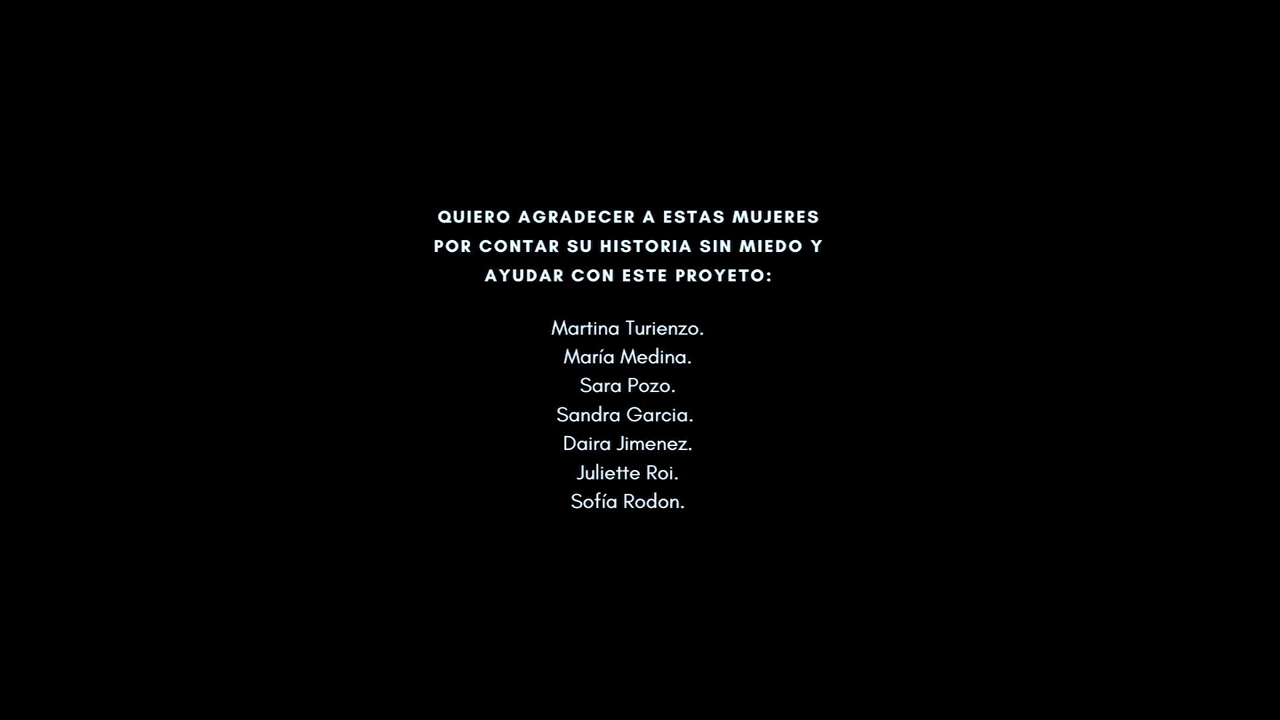 QUIERO AGRADECER A ESTAS MUJERES
POR CONTAR SU HISTORIA SIN MIEDO Y
AYUDAR CON ESTE PROYETO:
Martina Turienzo.
María Medina.
Sara Pozo.
Sandra Garcia.
Daira Jimenez.
Juliette Roi.
Sofía Rodon.